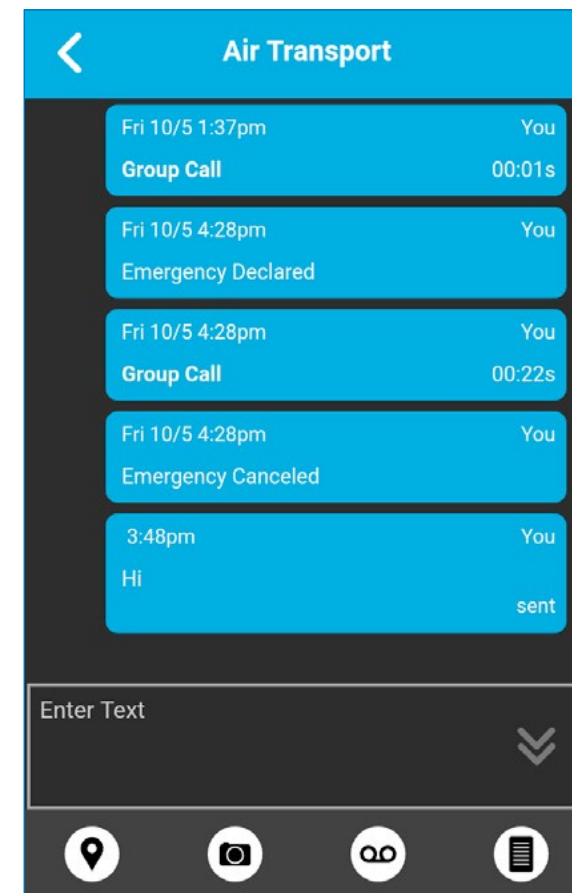 Air Transport
Fri 10/5 1:37pm You
Group Call 00:01s
Fri 10/5 4:28pm You
Emergency Declared
Fri 10/5 4:28pm You
Group Call 00:22s
Fri 10/5 4:28pm You
Emergency Canceled
3:48pm You
Hi
sent
Enter Text